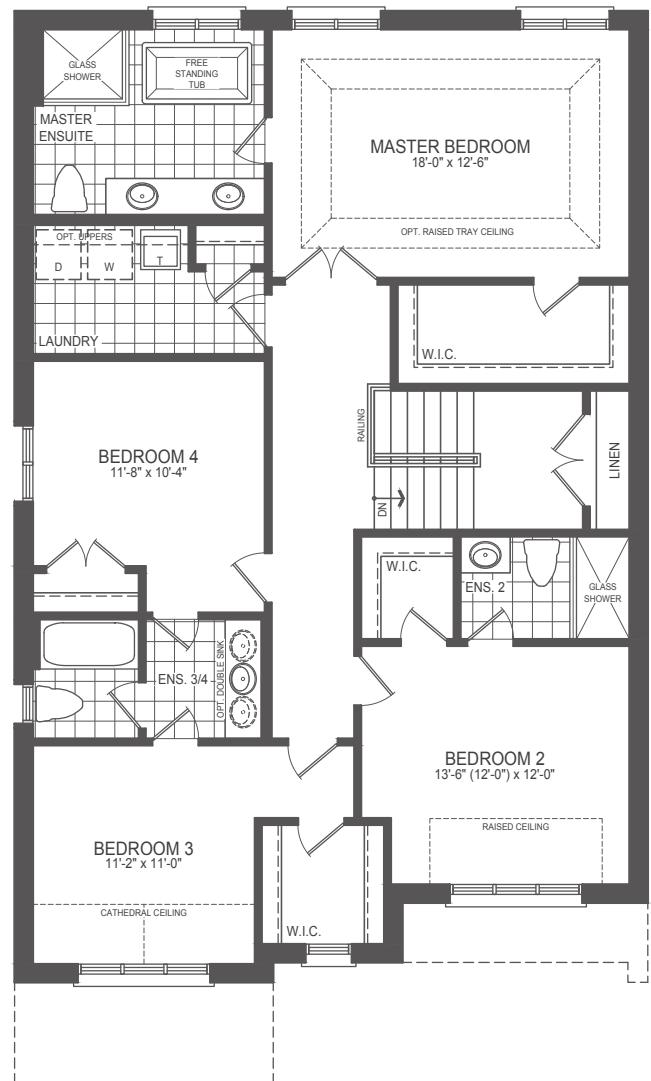 GLASS
SHOWER
FREE
STANDING
TUB
MASTER
ENSUITE
MASTER BEDROOM
18'-0" x 12'-6"
OPT. RAISED TRAY CEILING
OPT. UPPERS
D
W
T
LAUNDRY
W.I.C.
RAILING
LINEN
DN
BEDROOM 4
11'-8" x 10'-4"
W.I.C.
ENS. 2
GLASS
SHOWER
ENS. 3/4
OPT. DOUBLE SINK
BEDROOM 2
13'-6" (12'-0") x 12'-0"
RAISED CEILING
BEDROOM 3
11'-2" x 11'-0"
CATHEDRAL CEILING
W.I.C.